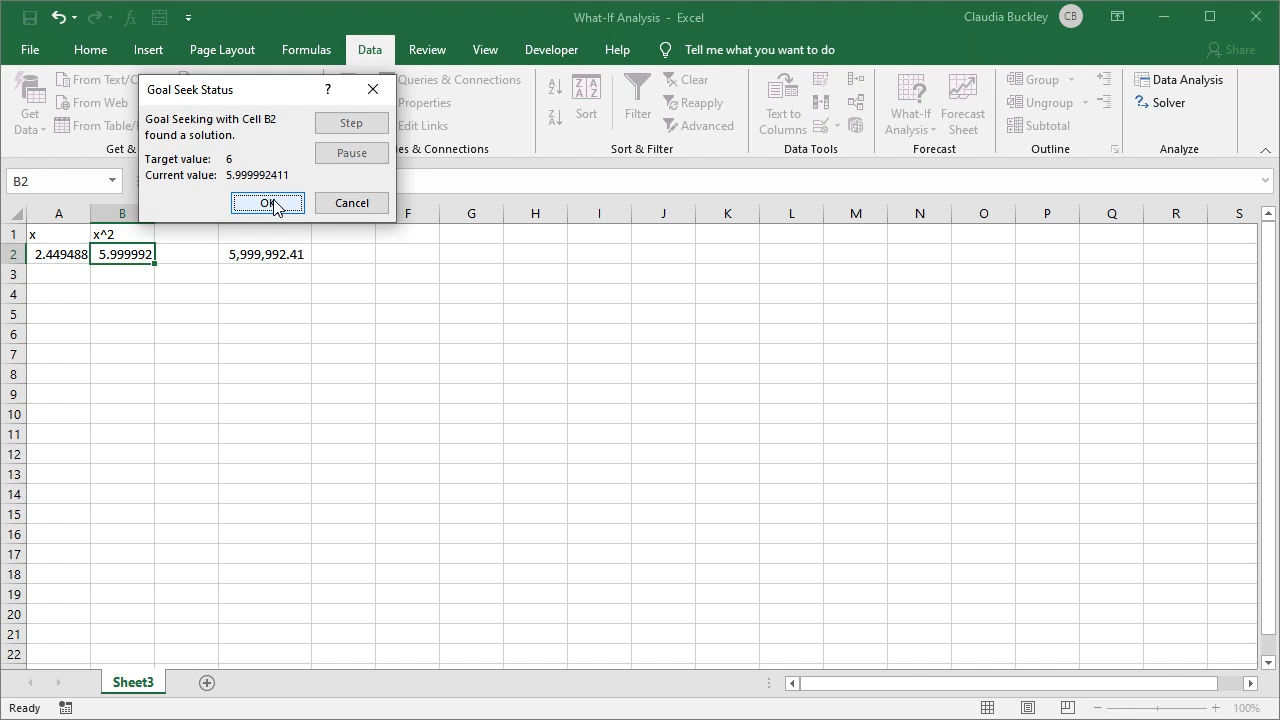 What-If Analysis - Excel
Claudia Buckley CB
File Home Insert Page Layout Formulas Data Review View Developer Help Tell me what you want to do Share
Get Data
From Text/C
From Web
From Table/
Get &
Queries & Connections
Properties
Edit Links
es & Connections
Sort
Filter
Clear
Reapply
Advanced
Sort & Filter
Text to Columns
Data Tools
What-If Analysis
Forecast Sheet
Forecast
Group
Ungroup
Subtotal
Outline
Data Analysis
Solver
Analyze
Goal Seek Status ?
Goal Seeking with Cell B2
found a solution.
Target value: 6
Current value: 5.999992411
Step
Pause
OK Cancel
B2
A B F G H I J K L M N O P Q R S
1 x x^2
2 2.449488 5.999992 5,999,992.41
3
4
5
6
7
8
9
10
11
12
13
14
15
16
17
18
19
20
21
22
Sheet3
Ready 100%